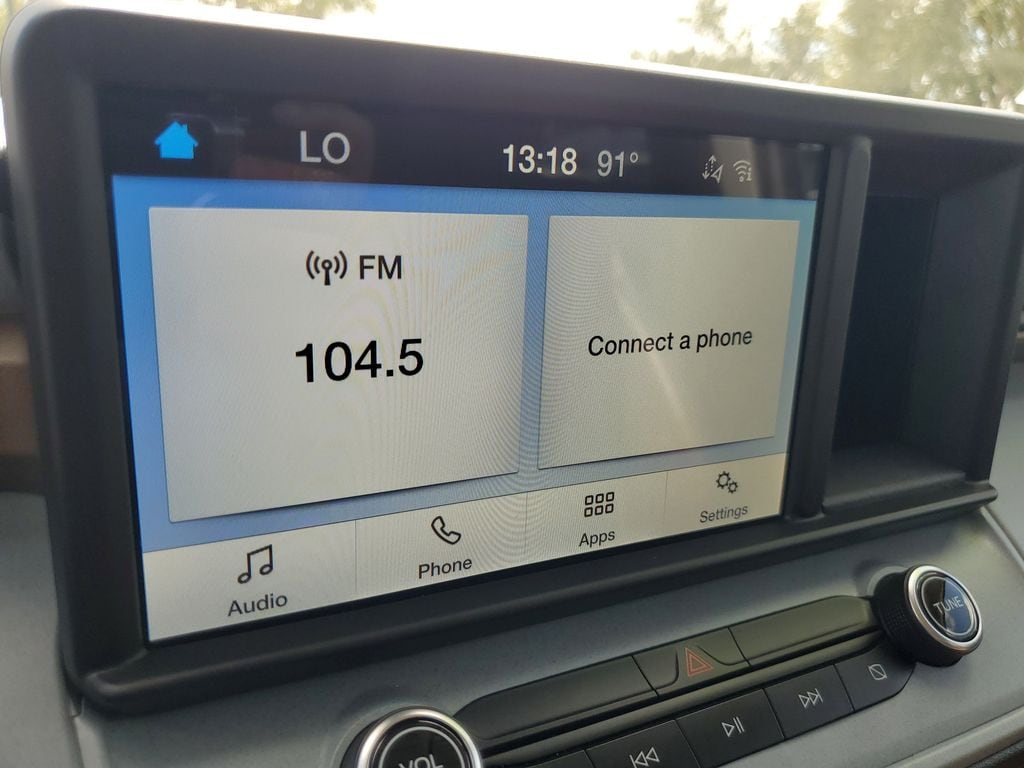 LO
13:18 91°
FM
104.5
Connect a phone
Audio
Phone
Apps
Settings
TUNE
VOL